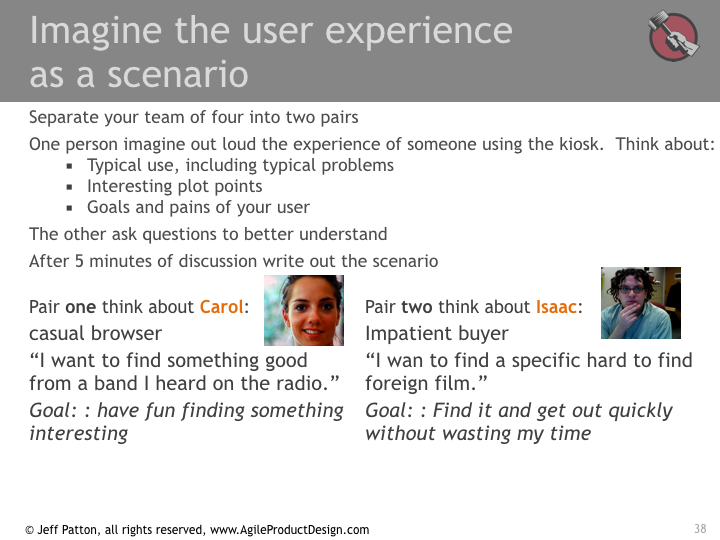 Imagine the user experience
as a scenario
Separate your team of four into two pairs
One person imagine out loud the experience of someone using the kiosk. Think about:
▪ Typical use, including typical problems
▪ Interesting plot points
▪ Goals and pains of your user
The other ask questions to better understand
After 5 minutes of discussion write out the scenario
Pair one think about Carol:
casual browser
“I want to find something good
from a band I heard on the radio.”
Goal: : have fun finding something
interesting
Pair two think about Isaac:
Impatient buyer
“I wan to find a specific hard to find
foreign film.”
Goal: : Find it and get out quickly
without wasting my time
© Jeff Patton, all rights reserved, www.AgileProductDesign.com
38